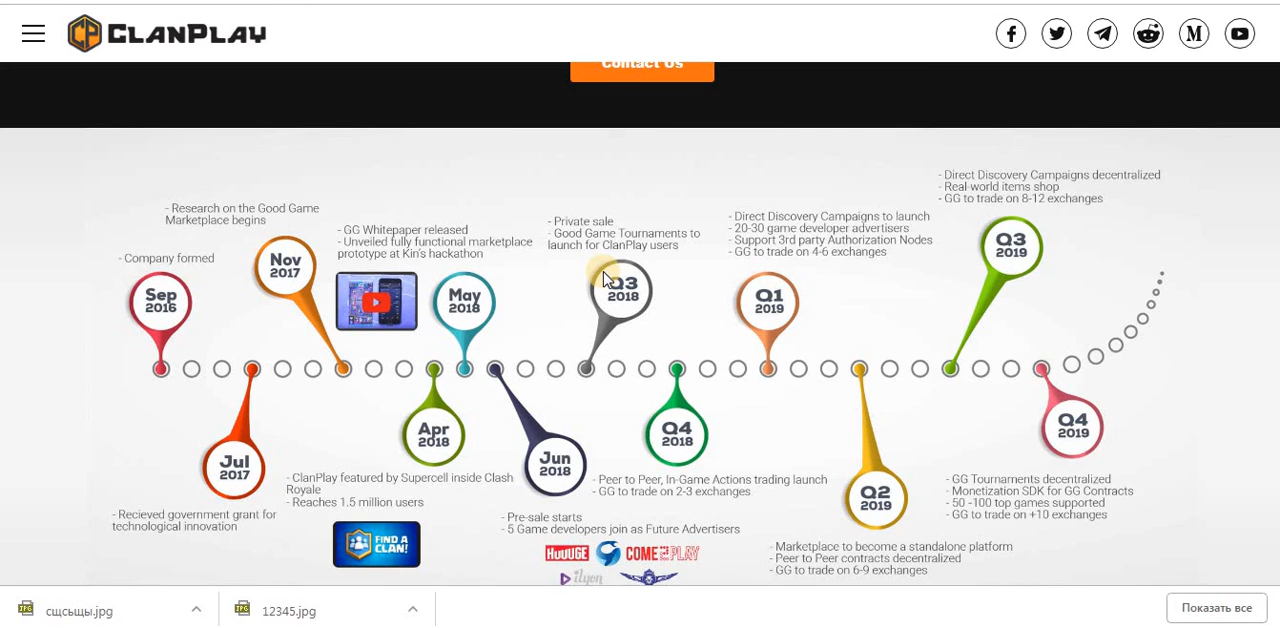 CLANPLAY
Contact Us
- Direct Discovery Campaigns decentralized
- Real-world items shop
- GG to trade on 8-12 exchanges
- Research on the Good Game
Marketplace begins
- Private sale
- Good Game Tournaments to
launch for ClanPlay users
- Direct Discovery Campaigns to launch
- 20-30 game developer advertisers
- Support 3rd party Authorization Nodes
- GG to trade on 4-6 exchanges
- GG Whitepaper released
- Unveiled fully functional marketplace
prototype at Kin's hackathon
- Company formed
Sep
2016
Nov
2017
May
2018
Q3
2018
Q1
2019
Q3
2019
Jul
2017
Apr
2018
Jun
2018
Q4
2018
Q2
2019
Q4
2019
- ClanPlay featured by Supercell inside Clash
Royale
- Reaches 1.5 million users
- Peer to Peer, In-Game Actions trading launch
- GG to trade on 2-3 exchanges
- GG Tournaments decentralized
- Monetization SDK for GG Contracts
- 50 -100 top games supported
- GG to trade on +10 exchanges
- Recieved government grant for
technological innovation
- Pre-sale starts
- 5 Game developers join as Future Advertisers
FIND A
CLAN!
HUUUGE
COME PLAY
ilyon
- Marketplace to become a standalone platform
- Peer to Peer contracts decentralized
- GG to trade on 6-9 exchanges
сщсьщы.jpg
12345.jpg
Показать все